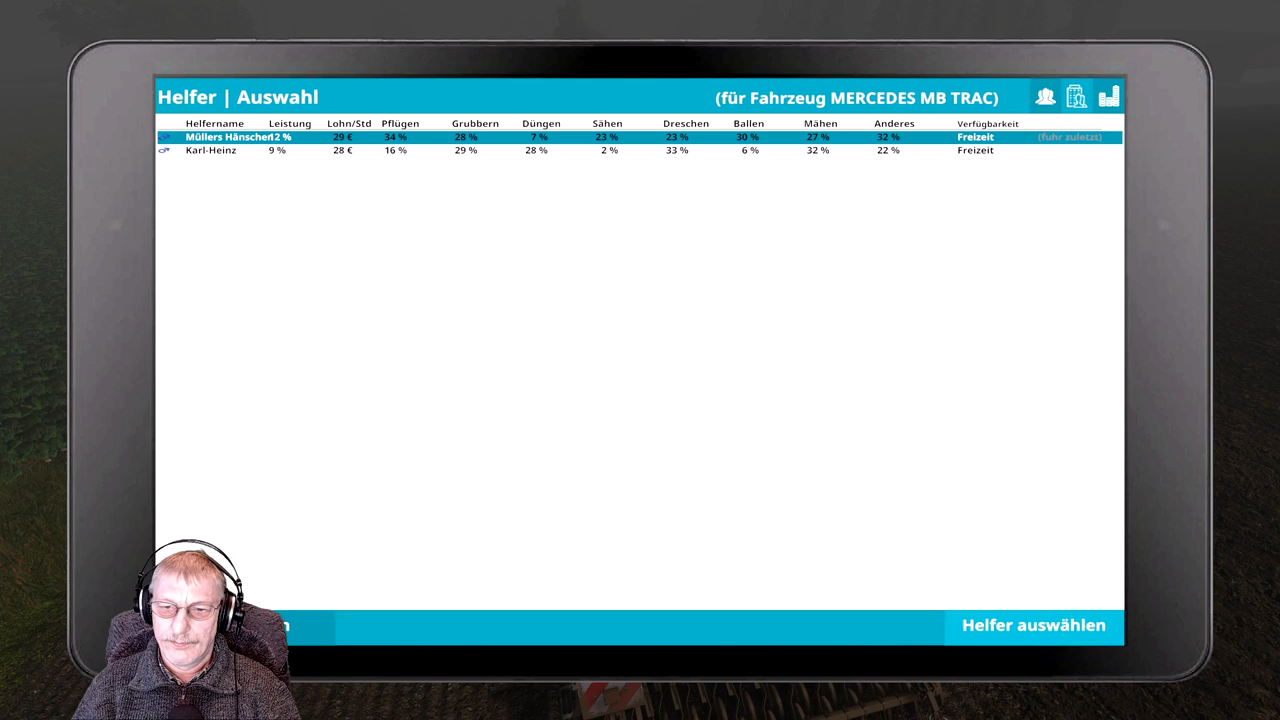 Helfer | Auswahl (für Fahrzeug MERCEDES MB TRAC)
Helfername Leistung Lohn/Std Pflügen Grubbern Düngen Sähen Dreschen Ballen Mähen Anderes Verfügbarkeit
Müllers Hänschen 12 % 29 € 34 % 28 % 7 % 23 % 23 % 30 % 27 % 32 % Freizeit (fuhr zuletzt)
Karl-Heinz 9 % 28 € 16 % 29 % 28 % 2 % 33 % 6 % 32 % 22 % Freizeit
Helfer auswählen